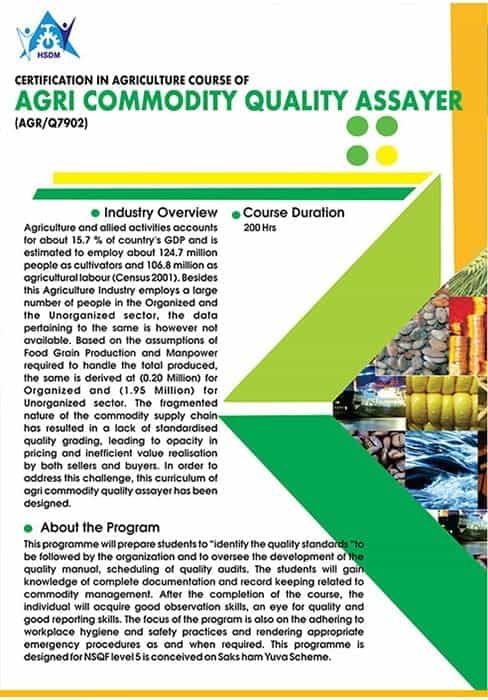 HSDM
CERTIFICATION IN AGRICULTURE COURSE OF
AGRI COMMODITY QUALITY ASSAYER
(AGR/Q7902)
Industry Overview
Agriculture and allied activities accounts
for about 15.7 % of country's GDP and is
estimated to employ about 124.7 million
people as cultivators and 106.8 million as
agricultural labour (Census 2001). Besides
this Agriculture Industry employs a large
number of people in the Organized and
the Unorganized sector, the data
pertaining to the same is however not
available. Based on the assumptions of
Food Grain Production and Manpower
required to handle the total produced,
the same is derived at (0.20 Million) for
Organized and (1.95 Million) for
Unorganized sector. The fragmented
nature of the commodity supply chain
has resulted in a lack of standardised
quality grading, leading to opacity in
pricing and inefficient value realisation
by both sellers and buyers. In order to
address this challenge, this curriculum of
agri commodity quality assayer has been
designed.
Course Duration
200 Hrs
About the Program
This programme will prepare students to "identify the quality standards "to
be followed by the organization and to oversee the development of the
quality manual, scheduling of quality audits. The students will gain
knowledge of complete documentation and record keeping related to
commodity management. After the completion of the course, the
individual will acquire good observation skills, an eye for quality and
good reporting skills. The focus of the program is also on the adhering to
workplace hygiene and safety practices and rendering appropriate
emergency procedures as and when required. This programme is
designed for NSQF level 5 is conceived on Saks ham Yuva Scheme.